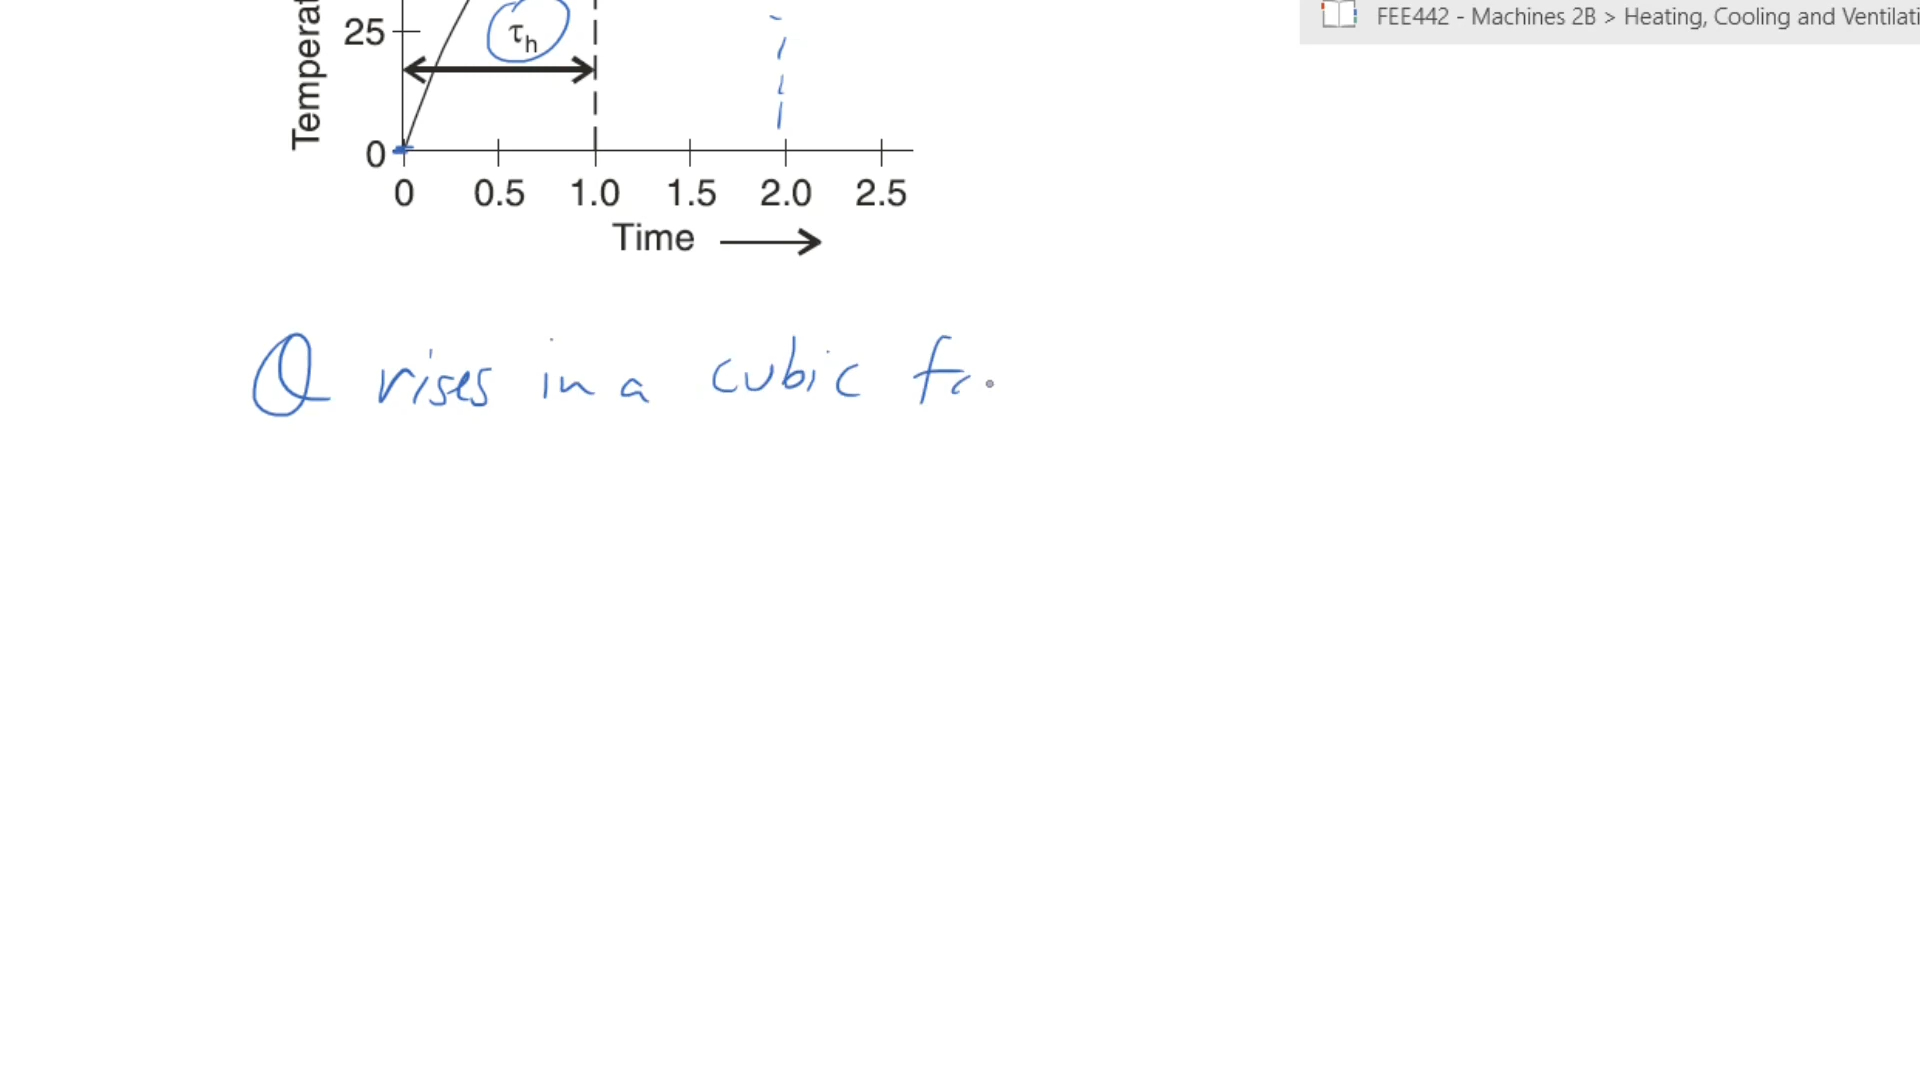 FEE442 - Machines 2B > Heating, Cooling and Ventilati
Temperat
25
τh
0
0 0.5 1.0 1.5 2.0 2.5
Time
Q rises in a cubic